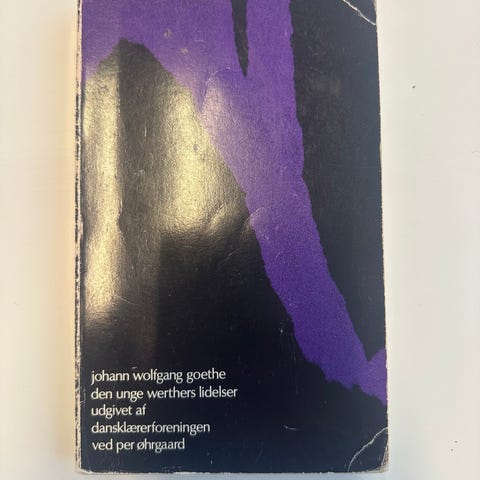 johann wolfgang goethe
den unge werthers lidelser
udgivet af
dansklærerforeningen
ved per øhrgaard